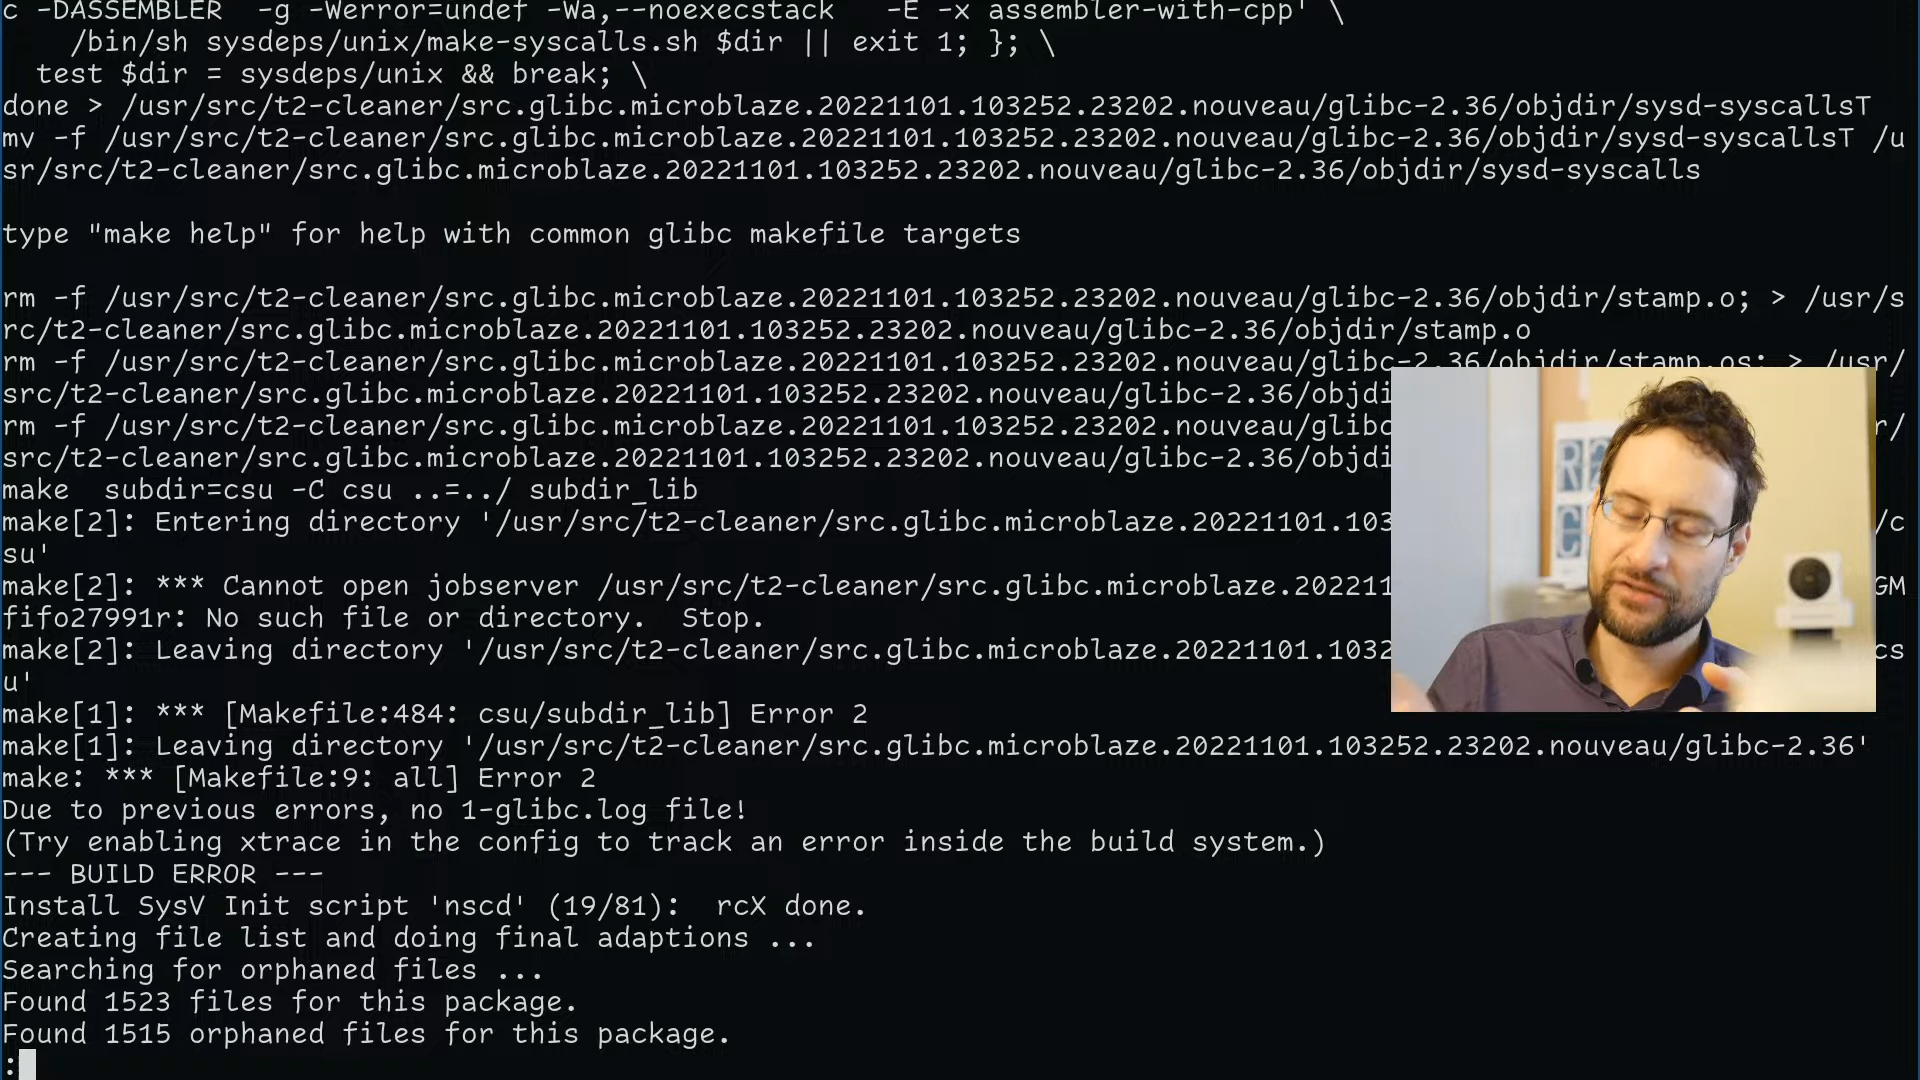 c -DASSEMBLER  -g -Werror=undef -Wa,--noexecstack   -E -x assembler-with-cpp' \
/bin/sh sysdeps/unix/make-syscalls.sh $dir || exit 1; }; \
test $dir = sysdeps/unix && break; \
done > /usr/src/t2-cleaner/src.glibc.microblaze.20221101.103252.23202.nouveau/glibc-2.36/objdir/sysd-syscallsT
mv -f /usr/src/t2-cleaner/src.glibc.microblaze.20221101.103252.23202.nouveau/glibc-2.36/objdir/sysd-syscallsT /u
sr/src/t2-cleaner/src.glibc.microblaze.20221101.103252.23202.nouveau/glibc-2.36/objdir/sysd-syscalls
type "make help" for help with common glibc makefile targets
rm -f /usr/src/t2-cleaner/src.glibc.microblaze.20221101.103252.23202.nouveau/glibc-2.36/objdir/stamp.o; > /usr/s
rc/t2-cleaner/src.glibc.microblaze.20221101.103252.23202.nouveau/glibc-2.36/objdir/stamp.o
rm -f /usr/src/t2-cleaner/src.glibc.microblaze.20221101.103252.23202.nouveau/glibc-2.36/objdir/stamp.os; > /usr/
src/t2-cleaner/src.glibc.microblaze.20221101.103252.23202.nouveau/glibc-2.36/objdi
rm -f /usr/src/t2-cleaner/src.glibc.microblaze.20221101.103252.23202.nouveau/glibc r/
src/t2-cleaner/src.glibc.microblaze.20221101.103252.23202.nouveau/glibc-2.36/objdi
make  subdir=csu -C csu ..=../ subdir_lib
make[2]: Entering directory '/usr/src/t2-cleaner/src.glibc.microblaze.20221101.103 /c
su'
make[2]: *** Cannot open jobserver /usr/src/t2-cleaner/src.glibc.microblaze.202211 GM
fifo27991r: No such file or directory.  Stop.
make[2]: Leaving directory '/usr/src/t2-cleaner/src.glibc.microblaze.20221101.1032 cs
u'
make[1]: *** [Makefile:484: csu/subdir_lib] Error 2
make[1]: Leaving directory '/usr/src/t2-cleaner/src.glibc.microblaze.20221101.103252.23202.nouveau/glibc-2.36'
make: *** [Makefile:9: all] Error 2
Due to previous errors, no 1-glibc.log file!
(Try enabling xtrace in the config to track an error inside the build system.)
--- BUILD ERROR ---
Install SysV Init script 'nscd' (19/81):  rcX done.
Creating file list and doing final adaptions ...
Searching for orphaned files ...
Found 1523 files for this package.
Found 1515 orphaned files for this package.
: